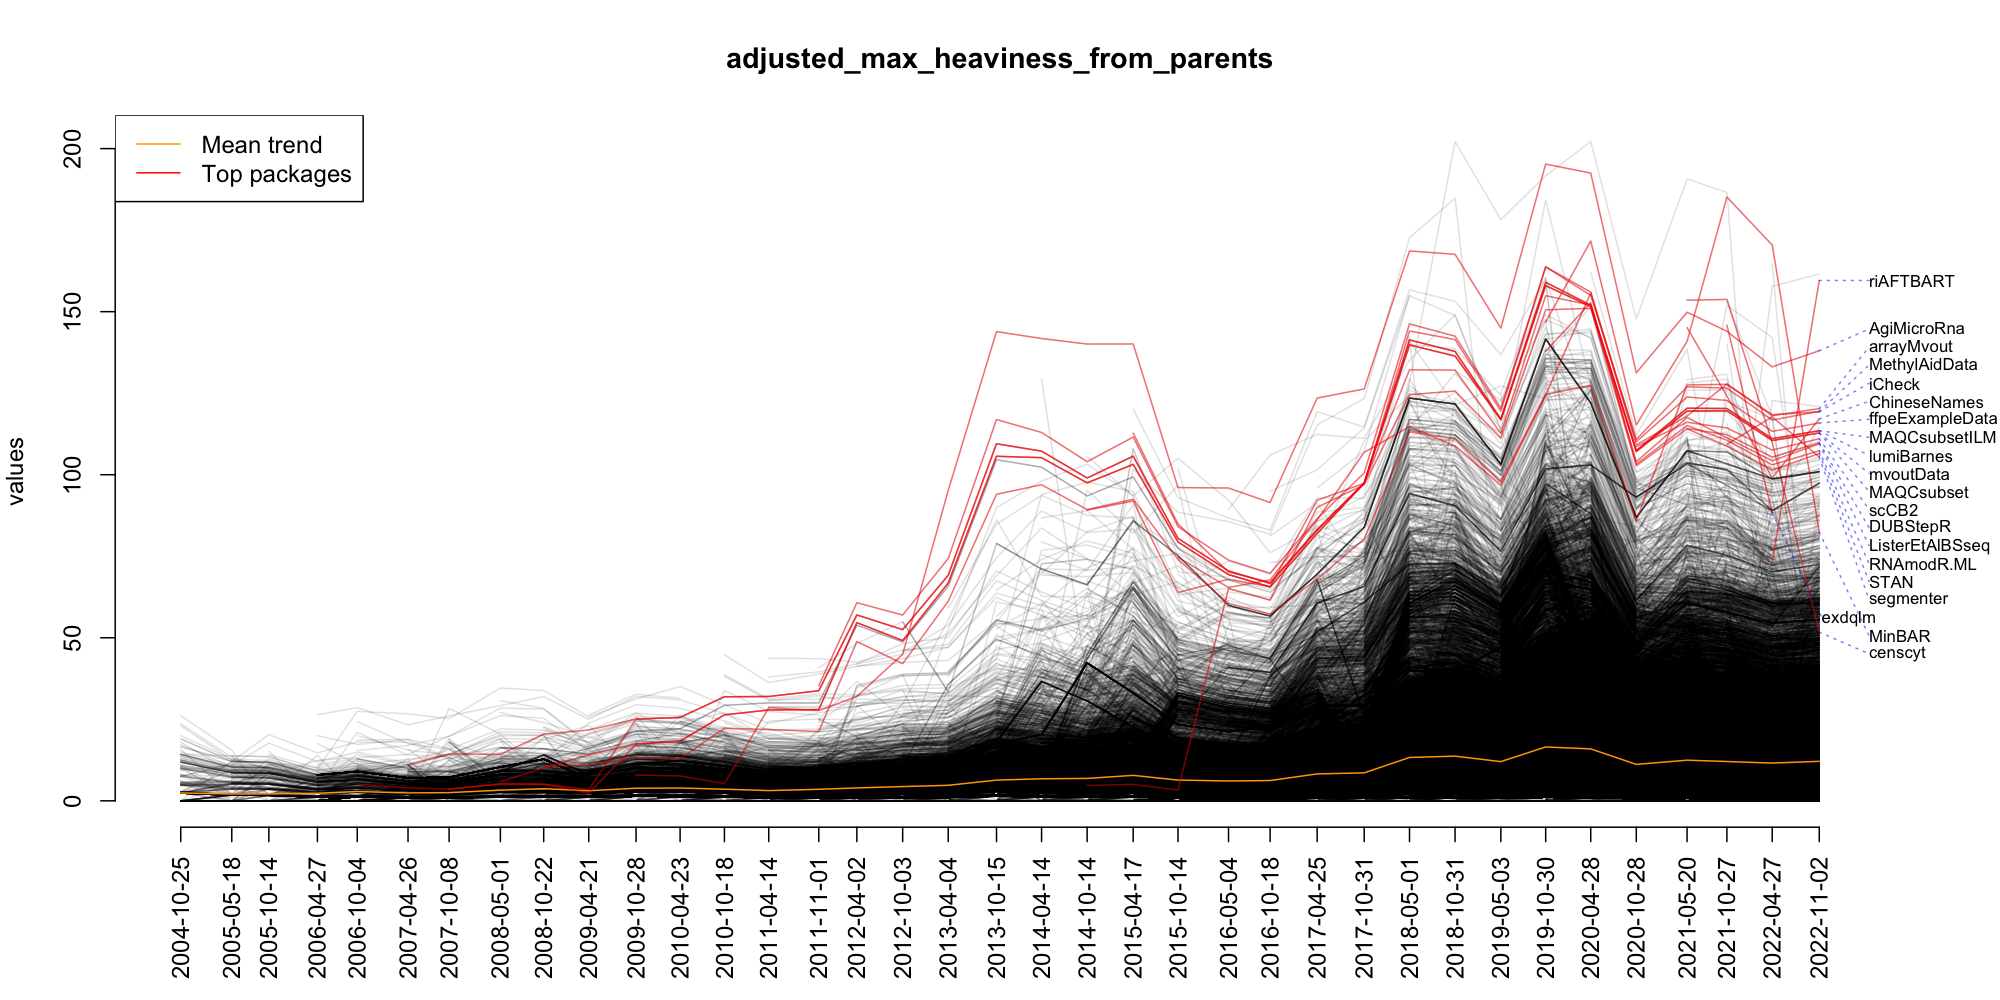 adjusted_max_heaviness_from_parents
Mean trend
Top packages
values
200
150
100
50
0
riAFTBART
AgiMicroRna
arrayMvout
MethylAidData
iCheck
ChineseNames
ffpeExampleData
MAQCsubsetILM
lumiBarnes
mvoutData
MAQCsubset
scCB2
DUBStepR
ListerEtAlBSseq
RNAmodR.ML
STAN
segmenter
exdqlm
MinBAR
censcyt
2004-10-25
2005-05-18
2005-10-14
2006-04-27
2006-10-04
2007-04-26
2007-10-08
2008-05-01
2008-10-22
2009-04-21
2009-10-28
2010-04-23
2010-10-18
2011-04-14
2011-11-01
2012-04-02
2012-10-03
2013-04-04
2013-10-15
2014-04-14
2014-10-14
2015-04-17
2015-10-14
2016-05-04
2016-10-18
2017-04-25
2017-10-31
2018-05-01
2018-10-31
2019-05-03
2019-10-30
2020-04-28
2020-10-28
2021-05-20
2021-10-27
2022-04-27
2022-11-02